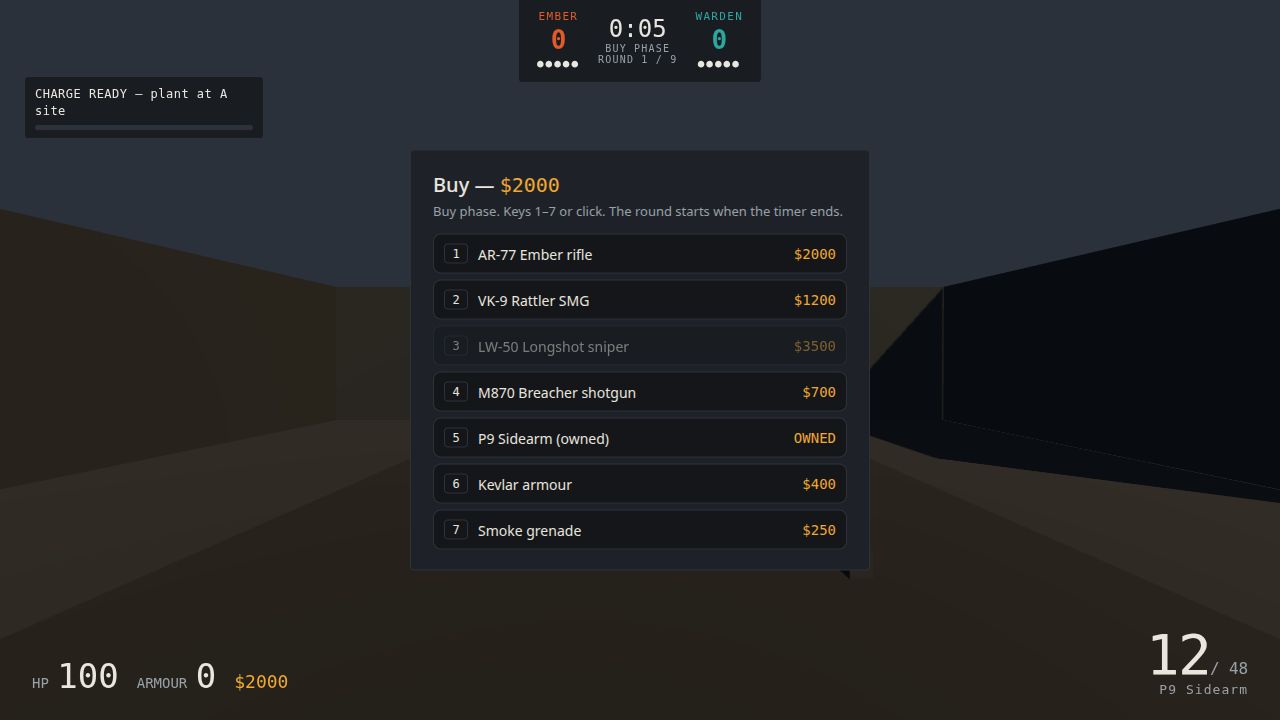 EMBER
0
●●●●●
0:05
BUY PHASE
ROUND 1 / 9
WARDEN
0
●●●●●
CHARGE READY — plant at A
site
Buy — $2000
Buy phase. Keys 1–7 or click. The round starts when the timer ends.
1 AR-77 Ember rifle $2000
2 VK-9 Rattler SMG $1200
3 LW-50 Longshot sniper $3500
4 M870 Breacher shotgun $700
5 P9 Sidearm (owned) OWNED
6 Kevlar armour $400
7 Smoke grenade $250
HP 100 ARMOUR 0 $2000
12 / 48
P9 Sidearm